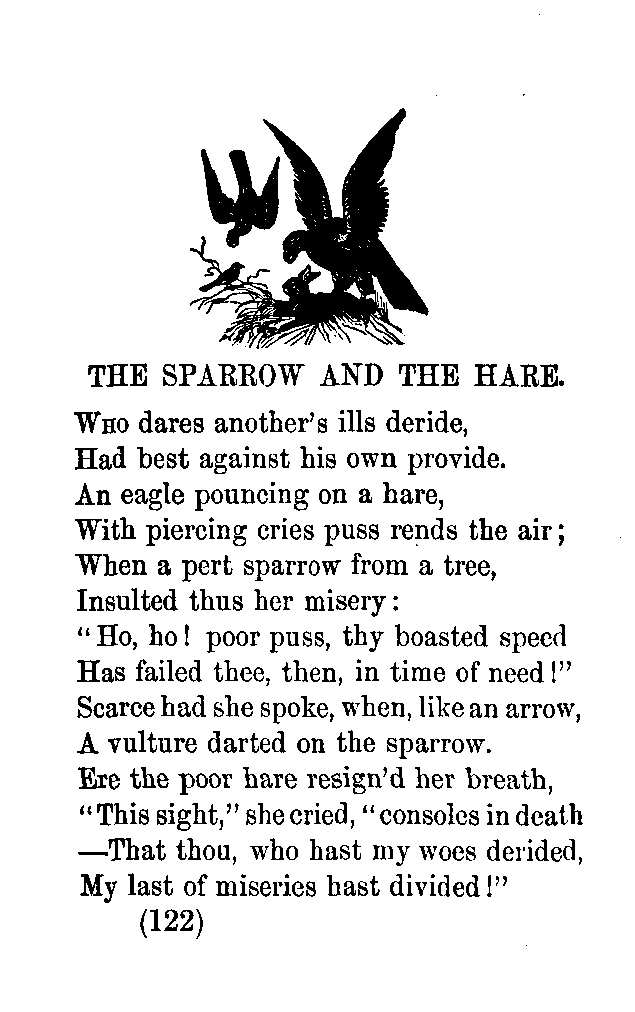 THE SPARROW AND THE HARE.
WHO dares another's ills deride,
Had best against his own provide.
An eagle pouncing on a hare,
With piercing cries puss rends the air;
When a pert sparrow from a tree,
Insulted thus her misery:
"Ho, ho! poor puss, thy boasted speed
Has failed thee, then, in time of need!"
Scarce had she spoke, when, like an arrow,
A vulture darted on the sparrow.
Ere the poor hare resign'd her breath,
"This sight," she cried, "consoles in death
—That thou, who hast my woes derided,
My last of miseries hast divided!"
(122)